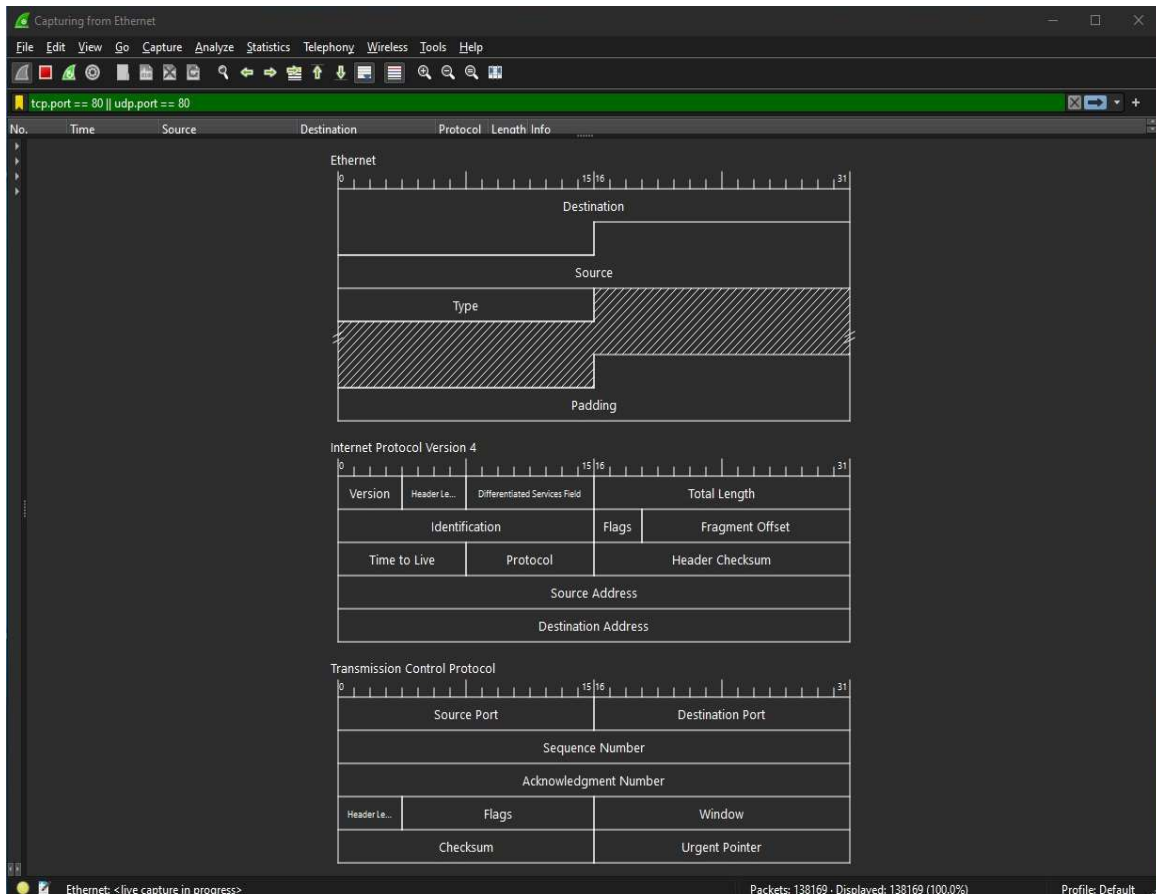 Capturing from Ethernet
File Edit View Go Capture Analyze Statistics Telephony Wireless Tools Help
tcp.port == 80 || udp.port == 80
No. Time Source Destination Protocol Length Info
Ethernet
0 15 16 31
Destination
Source
Type
Padding
Internet Protocol Version 4
0 15 16 31
Version Header Le... Differentiated Services Field Total Length
Identification Flags Fragment Offset
Time to Live Protocol Header Checksum
Source Address
Destination Address
Transmission Control Protocol
0 15 16 31
Source Port Destination Port
Sequence Number
Acknowledgment Number
Header Le... Flags Window
Checksum Urgent Pointer
Ethernet: <live capture in progress> Packets: 138169 · Displayed: 138169 (100.0%) Profile: Default